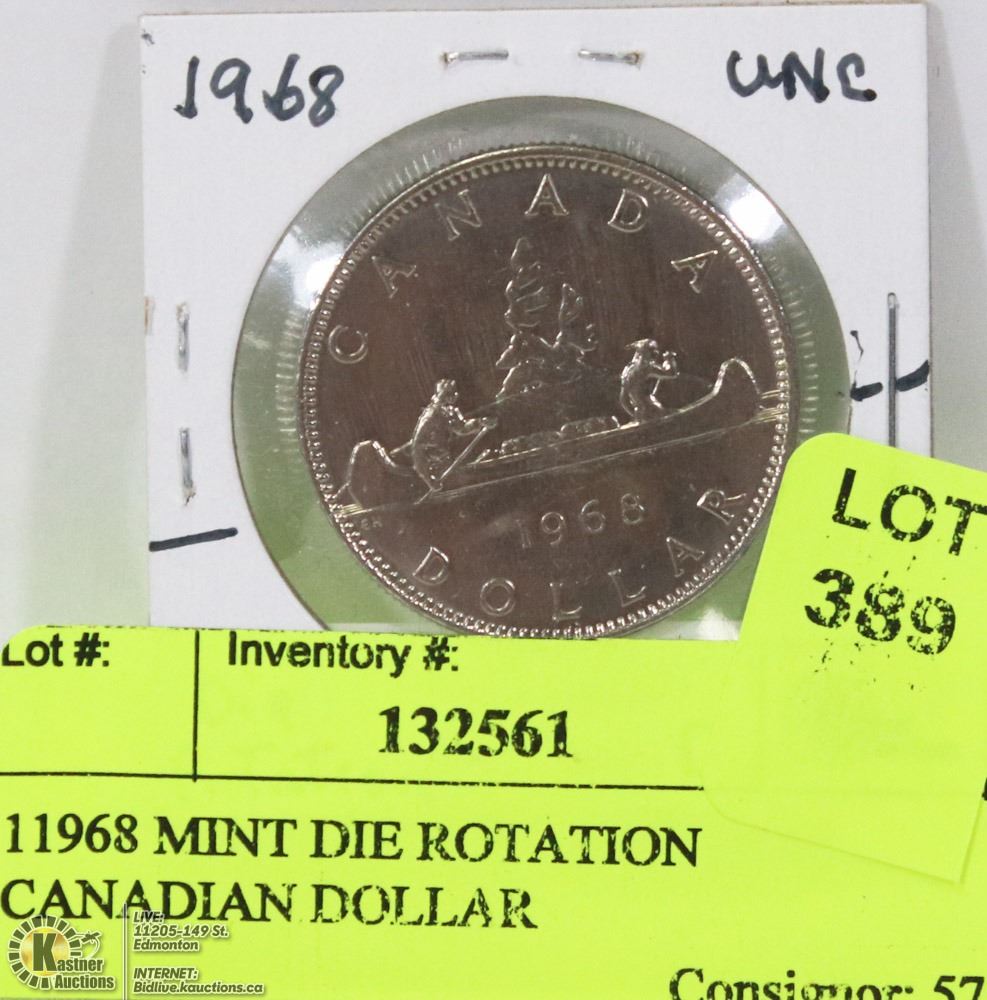 1968 UNC
CANADA
1968
DOLLAR
LOT
389
Lot #: Inventory #:
132561
11968 MINT DIE ROTATION
CANADIAN DOLLAR
Consignor: 57
Kastner
Auctions
LIVE:
11205-149 St.
Edmonton
INTERNET:
Bidlive.kauctions.ca